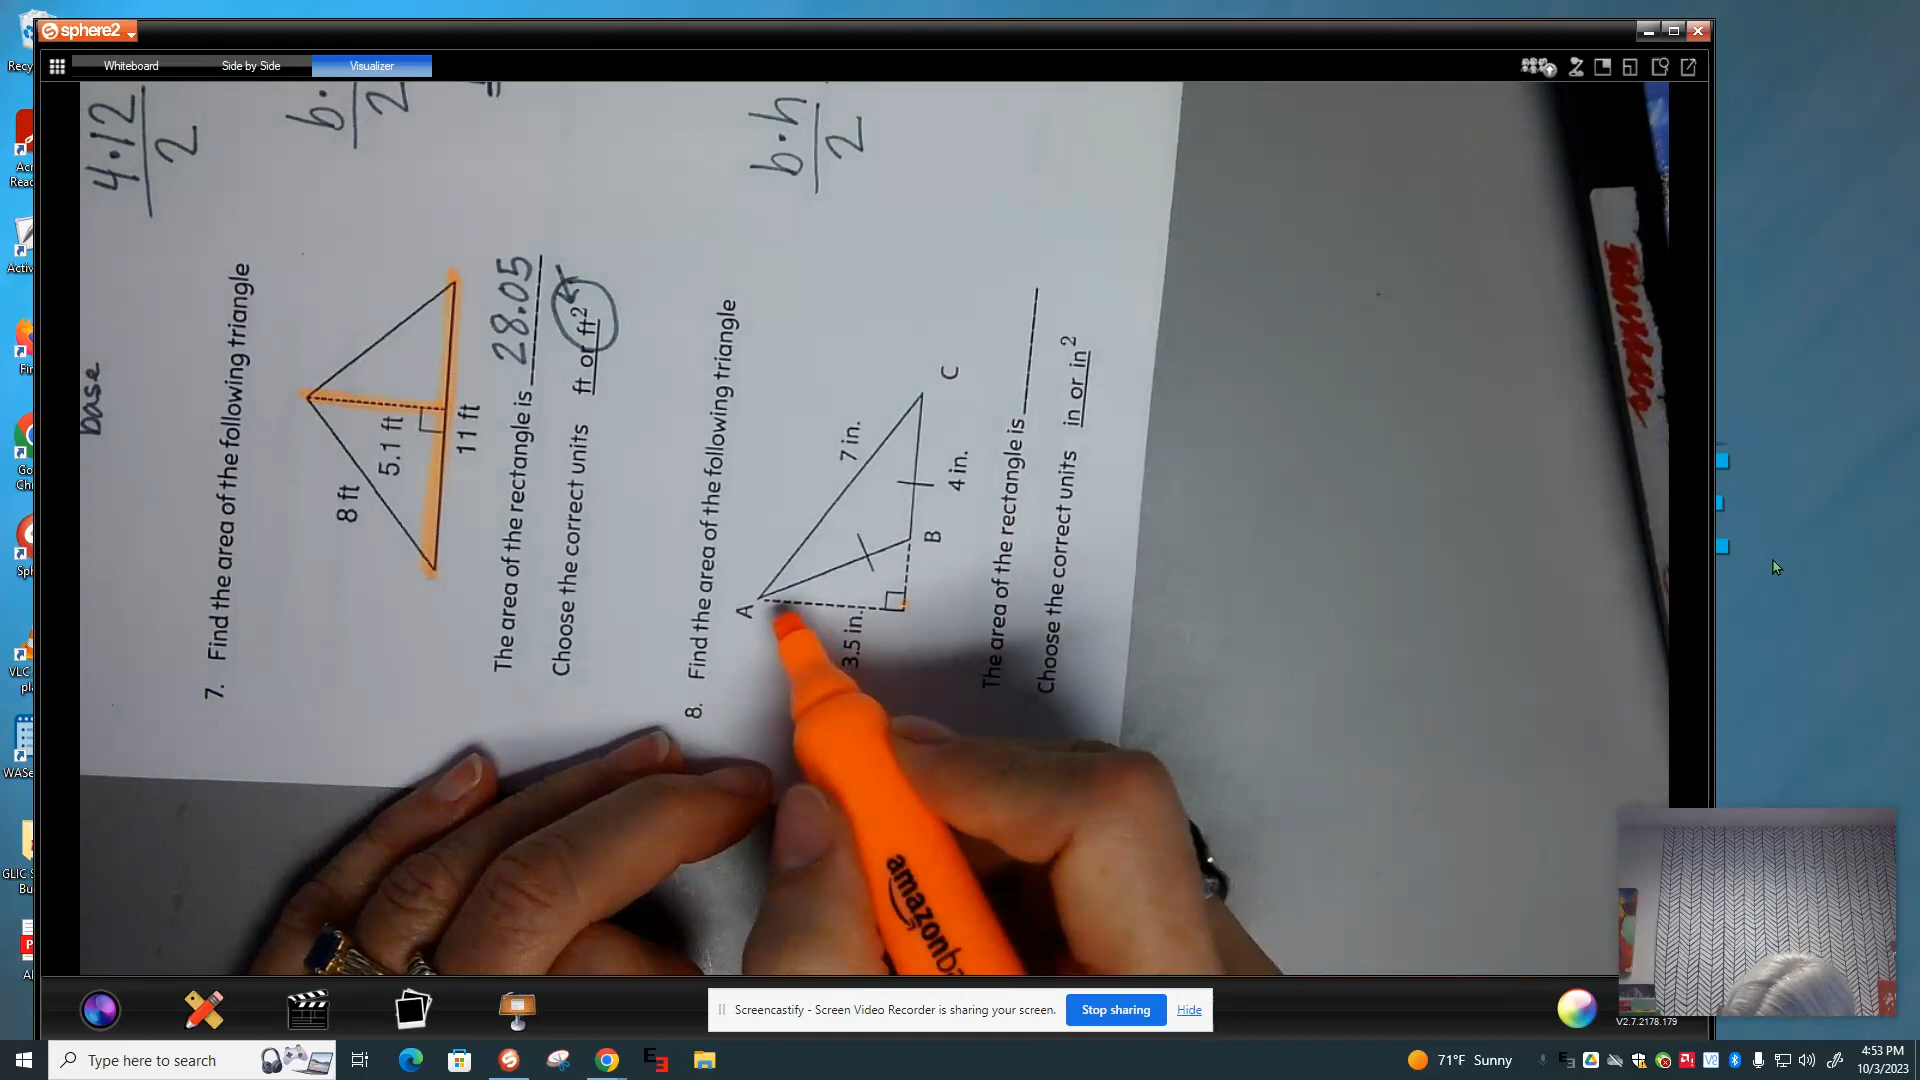 sphere2
Whiteboard
Side by Side
Visualizer
4·12
2
b·
2
b·h
2
base
7. Find the area of the following triangle
8 ft
5.1 ft
11 ft
The area of the rectangle is 28.05
Choose the correct units ft or ft²
8. Find the area of the following triangle
A
7 in.
C
B
4 in.
3.5 in.
The area of the rectangle is
Choose the correct units in or in²
amazonba
Screencastify - Screen Video Recorder is sharing your screen.
Stop sharing
Hide
V2.7.2178.179
Type here to search
71°F Sunny
4:53 PM
10/3/2023